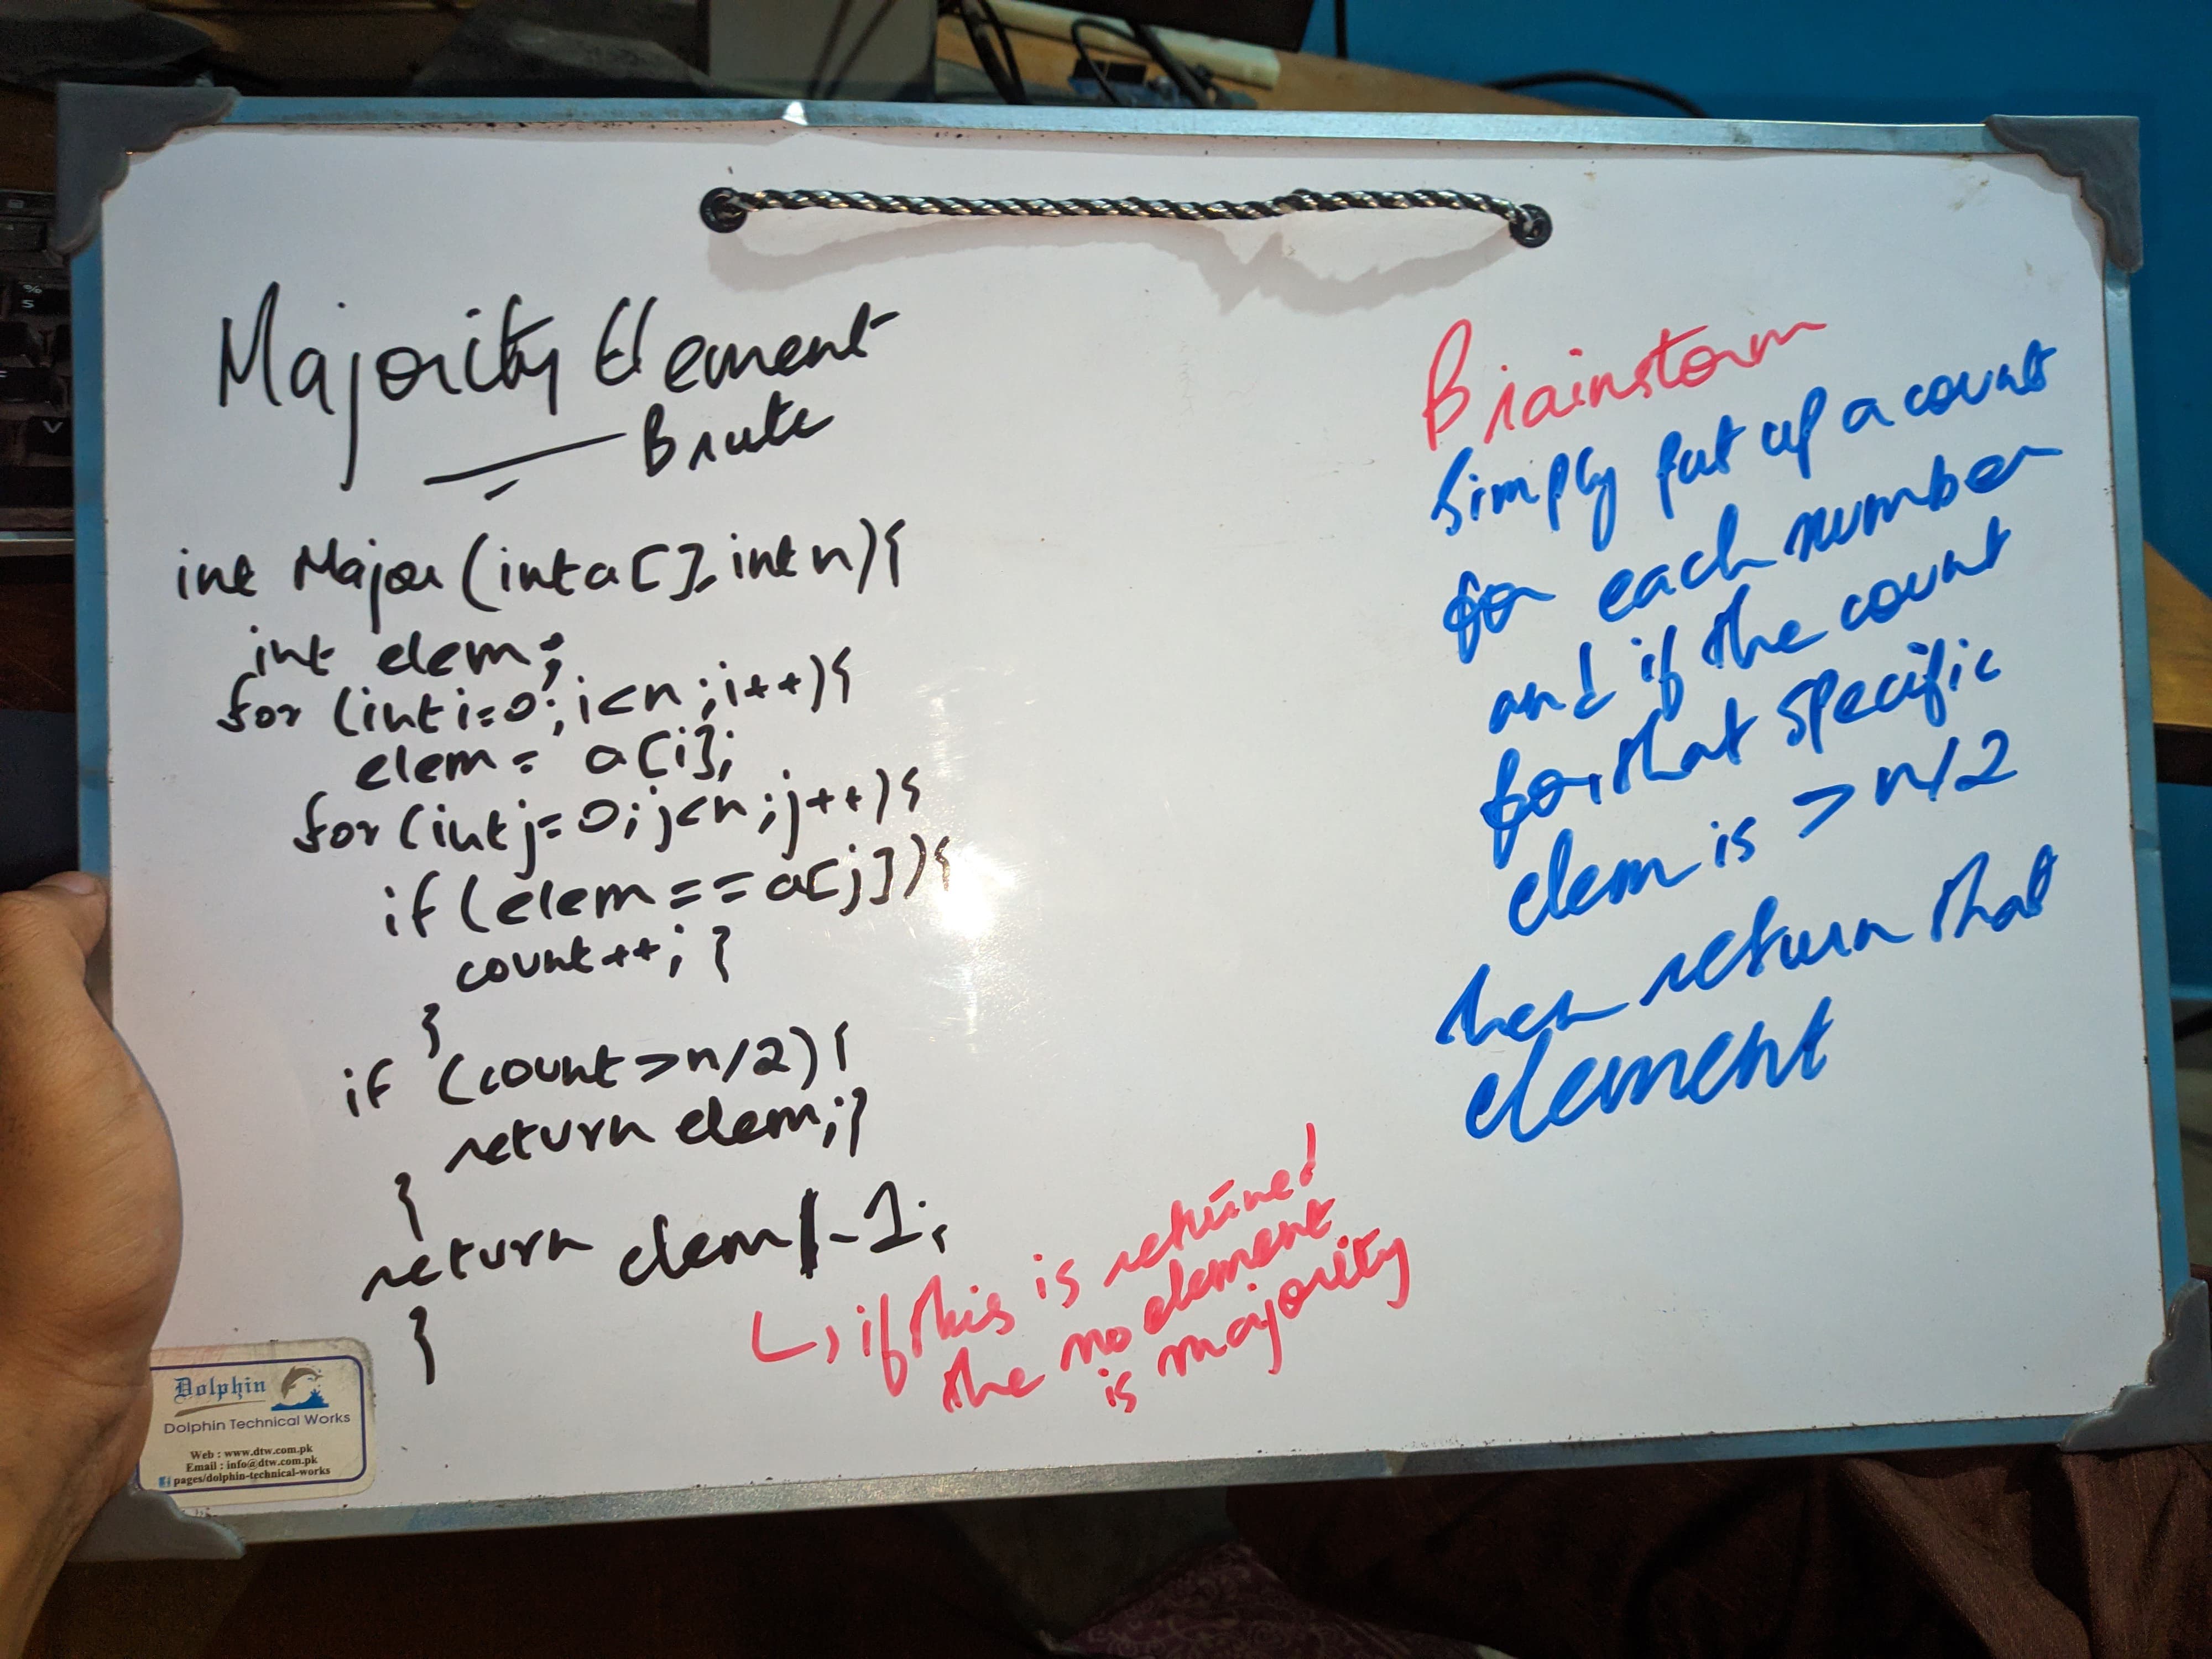 Majority Element
Brute
int Major (int a[], int n){
int elem;
for (int i=0; i<n; i++){
elem = a[i];
for (int j=0; j<n; j++){
if (elem == a[j]){
count++; }
}
if (count > n/2){
return elem; }
}
return elem/-1;
}
↳ if this is returned
the no element
is majority
Brainstorm
Simply put up a count
for each number
and if the count
for that specific
elem is > n/2
then return that
element
Dolphin
Dolphin Technical Works
Web : www.dtw.com.pk
Email : info@dtw.com.pk
pages/dolphin-technical-works
%
5
V